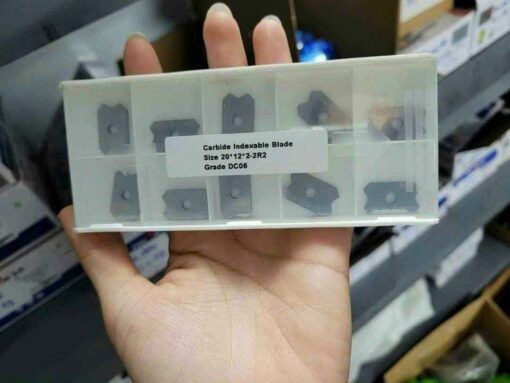 Carbide Indexable Blade
Size 20*12*2-2R2
Grade DC06